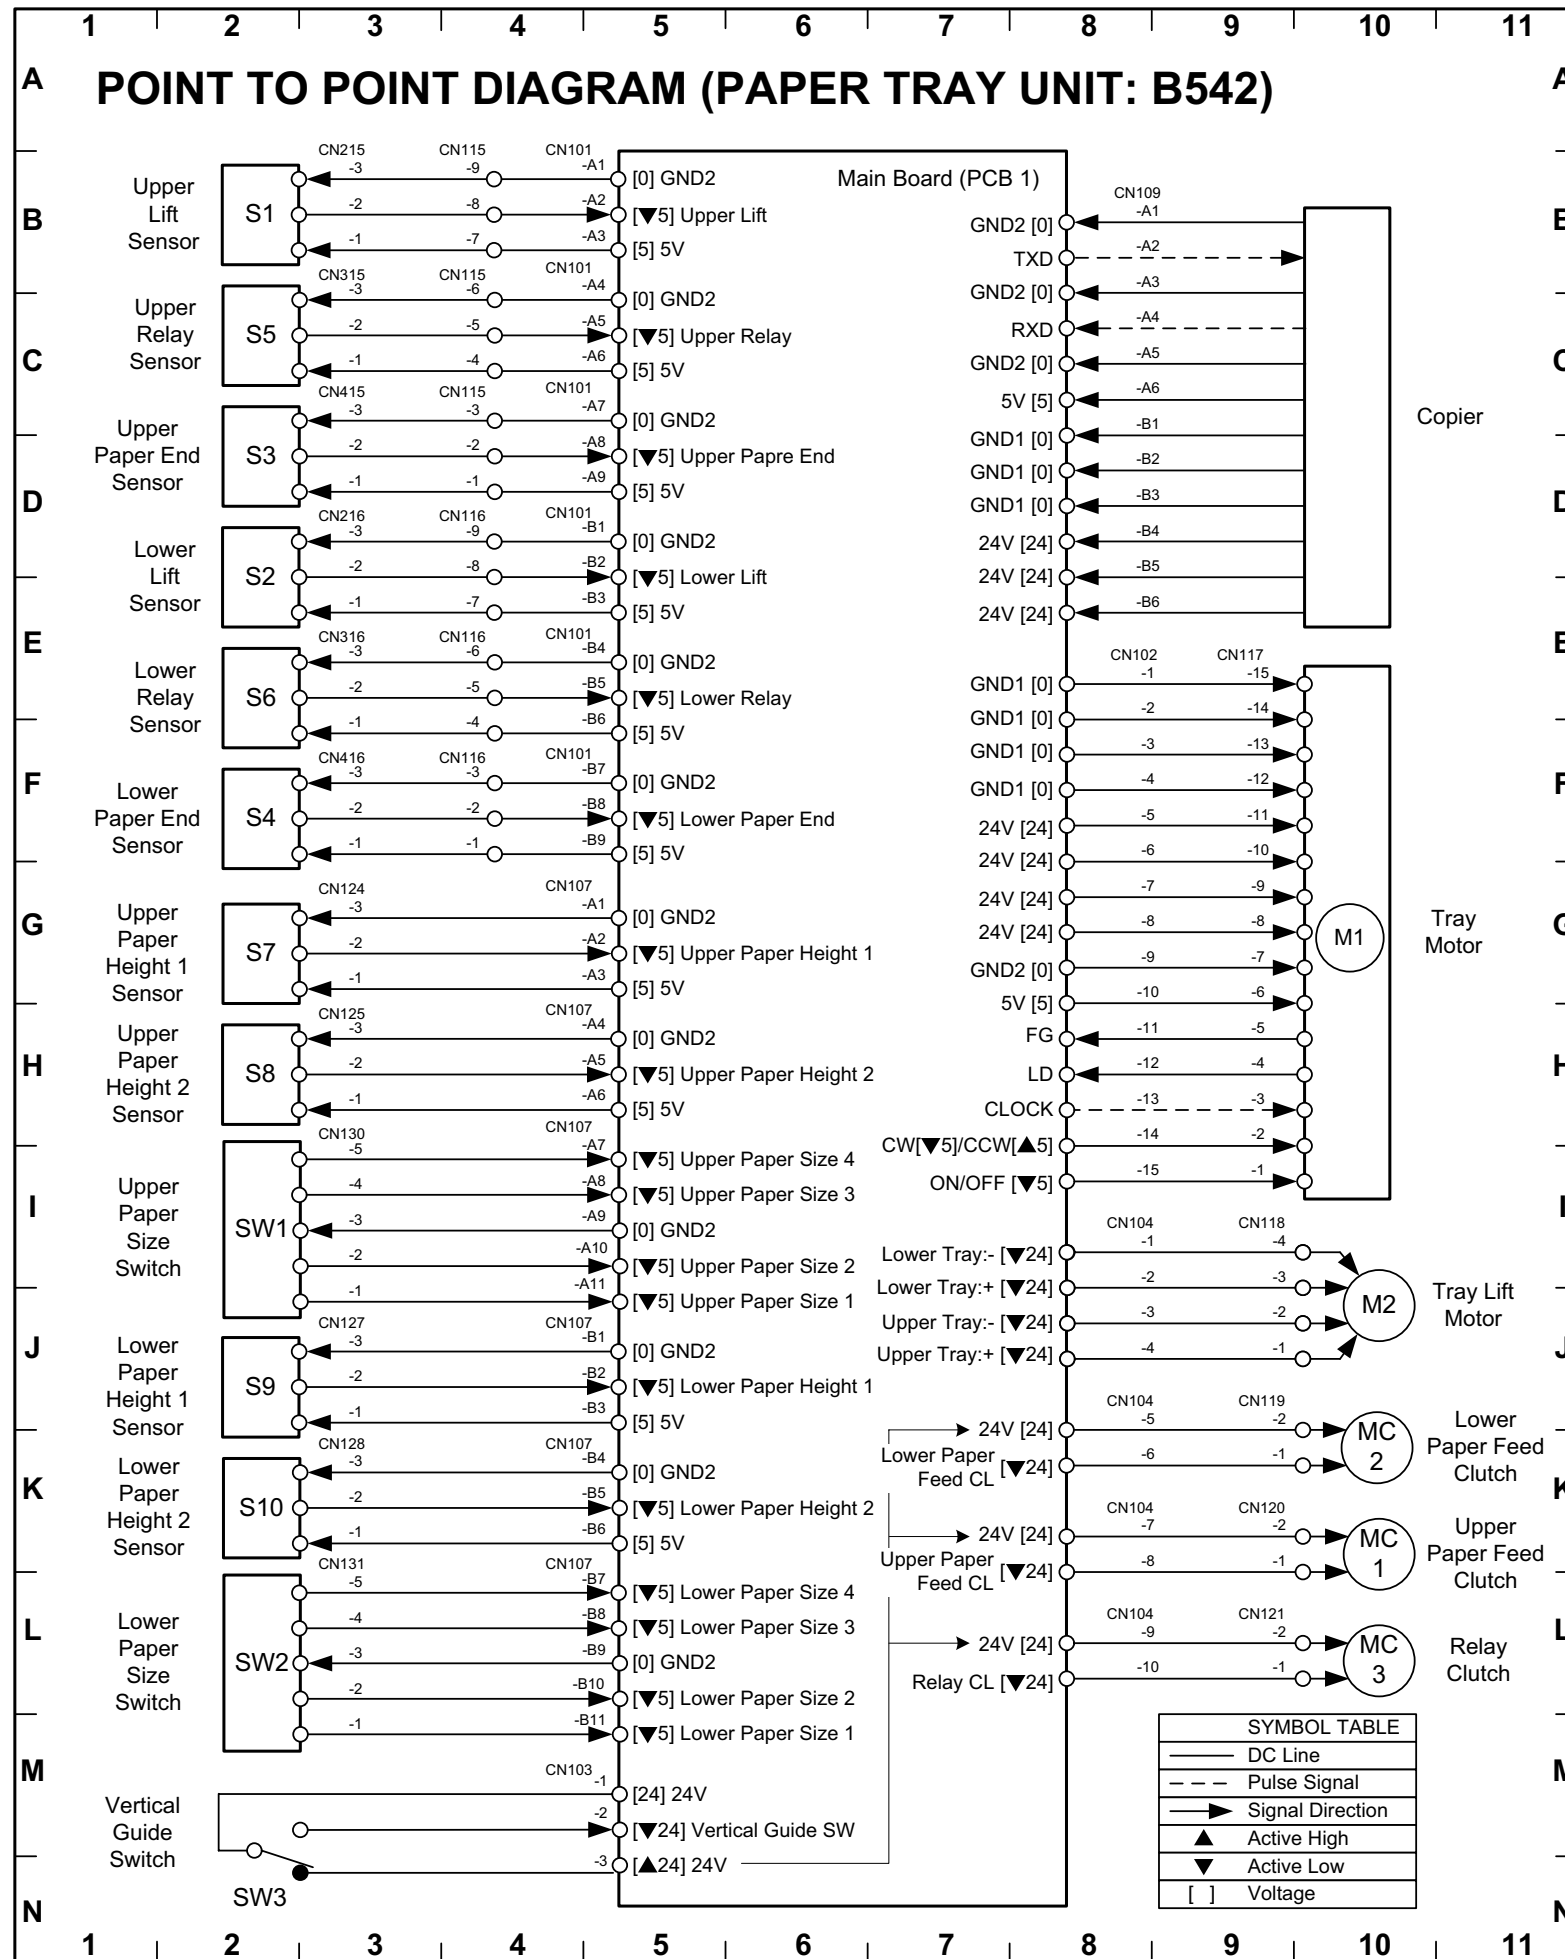 1 2 3 4 5 6 7 8 9 10 11
A
POINT TO POINT DIAGRAM (PAPER TRAY UNIT: B542)
A
CN215 CN115 CN101
Upper
Lift
Sensor
S1
-3 -9 -A1 [0] GND2
-2 -8 -A2 [▼5] Upper Lift
-1 -7 -A3 [5] 5V
B
CN315 CN115 CN101
Upper
Relay
Sensor
S5
-3 -6 -A4 [0] GND2
-2 -5 -A5 [▼5] Upper Relay
-1 -4 -A6 [5] 5V
C
CN415 CN115 CN101
Upper
Paper End
Sensor
S3
-3 -3 -A7 [0] GND2
-2 -2 -A8 [▼5] Upper Papre End
-1 -1 -A9 [5] 5V
D
CN216 CN116 CN101
Lower
Lift
Sensor
S2
-3 -9 -B1 [0] GND2
-2 -8 -B2 [▼5] Lower Lift
-1 -7 -B3 [5] 5V
E
CN316 CN116 CN101
Lower
Relay
Sensor
S6
-3 -6 -B4 [0] GND2
-2 -5 -B5 [▼5] Lower Relay
-1 -4 -B6 [5] 5V
F
CN416 CN116 CN101
Lower
Paper End
Sensor
S4
-3 -3 -B7 [0] GND2
-2 -2 -B8 [▼5] Lower Paper End
-1 -1 -B9 [5] 5V
G
CN124 CN107
Upper
Paper
Height 1
Sensor
S7
-3 -A1 [0] GND2
-2 -A2 [▼5] Upper Paper Height 1
-1 -A3 [5] 5V
H
CN125 CN107
Upper
Paper
Height 2
Sensor
S8
-3 -A4 [0] GND2
-2 -A5 [▼5] Upper Paper Height 2
-1 -A6 [5] 5V
I
CN130 CN107
Upper
Paper
Size
Switch
SW1
-5 -A7 [▼5] Upper Paper Size 4
-4 -A8 [▼5] Upper Paper Size 3
-3 -A9 [0] GND2
-2 -A10 [▼5] Upper Paper Size 2
-1 -A11 [▼5] Upper Paper Size 1
J
CN127 CN107
Lower
Paper
Height 1
Sensor
S9
-3 -B1 [0] GND2
-2 -B2 [▼5] Lower Paper Height 1
-1 -B3 [5] 5V
K
CN128 CN107
Lower
Paper
Height 2
Sensor
S10
-3 -B4 [0] GND2
-2 -B5 [▼5] Lower Paper Height 2
-1 -B6 [5] 5V
L
CN131 CN107
Lower
Paper
Size
Switch
SW2
-5 -B7 [▼5] Lower Paper Size 4
-4 -B8 [▼5] Lower Paper Size 3
-3 -B9 [0] GND2
-2 -B10 [▼5] Lower Paper Size 2
-1 -B11 [▼5] Lower Paper Size 1
M
CN103
Vertical
Guide
Switch
SW3
-1 [24] 24V
-2 [▼24] Vertical Guide SW
-3 [▲24] 24V
N
Main Board (PCB 1)
CN109
GND2 [0] -A1
TXD -A2
GND2 [0] -A3
RXD -A4
GND2 [0] -A5
5V [5] -A6
GND1 [0] -B1
GND1 [0] -B2
GND1 [0] -B3
24V [24] -B4
24V [24] -B5
24V [24] -B6
Copier
CN102 CN117
GND1 [0] -1 -15
GND1 [0] -2 -14
GND1 [0] -3 -13
GND1 [0] -4 -12
24V [24] -5 -11
24V [24] -6 -10
24V [24] -7 -9
24V [24] -8 -8
GND2 [0] -9 -7
5V [5] -10 -6
FG -11 -5
LD -12 -4
CLOCK -13 -3
CW[▼5]/CCW[▲5] -14 -2
ON/OFF [▼5] -15 -1
M1
Tray
Motor
CN104 CN118
Lower Tray:- [▼24] -1 -4
Lower Tray:+ [▼24] -2 -3
Upper Tray:- [▼24] -3 -2
Upper Tray:+ [▼24] -4 -1
M2
Tray Lift
Motor
CN104 CN119
24V [24] -5 -2
Lower Paper
Feed CL [▼24] -6 -1
MC
2
Lower
Paper Feed
Clutch
CN104 CN120
24V [24] -7 -2
Upper Paper
Feed CL [▼24] -8 -1
MC
1
Upper
Paper Feed
Clutch
CN104 CN121
24V [24] -9 -2
Relay CL [▼24] -10 -1
MC
3
Relay
Clutch
SYMBOL TABLE
DC Line
Pulse Signal
Signal Direction
▲ Active High
▼ Active Low
[ ] Voltage
B
C
D
E
F
G
H
I
J
K
L
M
N
1 2 3 4 5 6 7 8 9 10 11